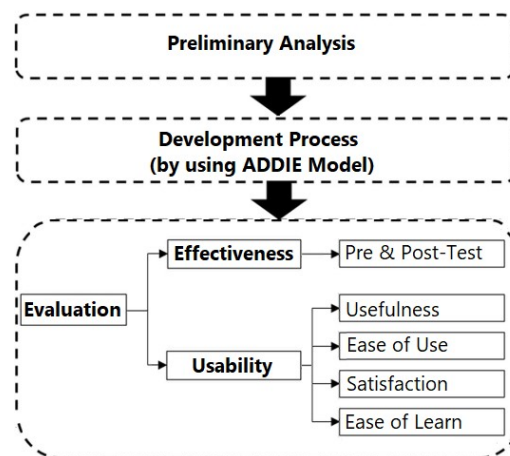 Preliminary Analysis
Development Process
(by using ADDIE Model)
Effectiveness
Pre & Post-Test
Evaluation
Usefulness
Ease of Use
Usability
Satisfaction
Ease of Learn